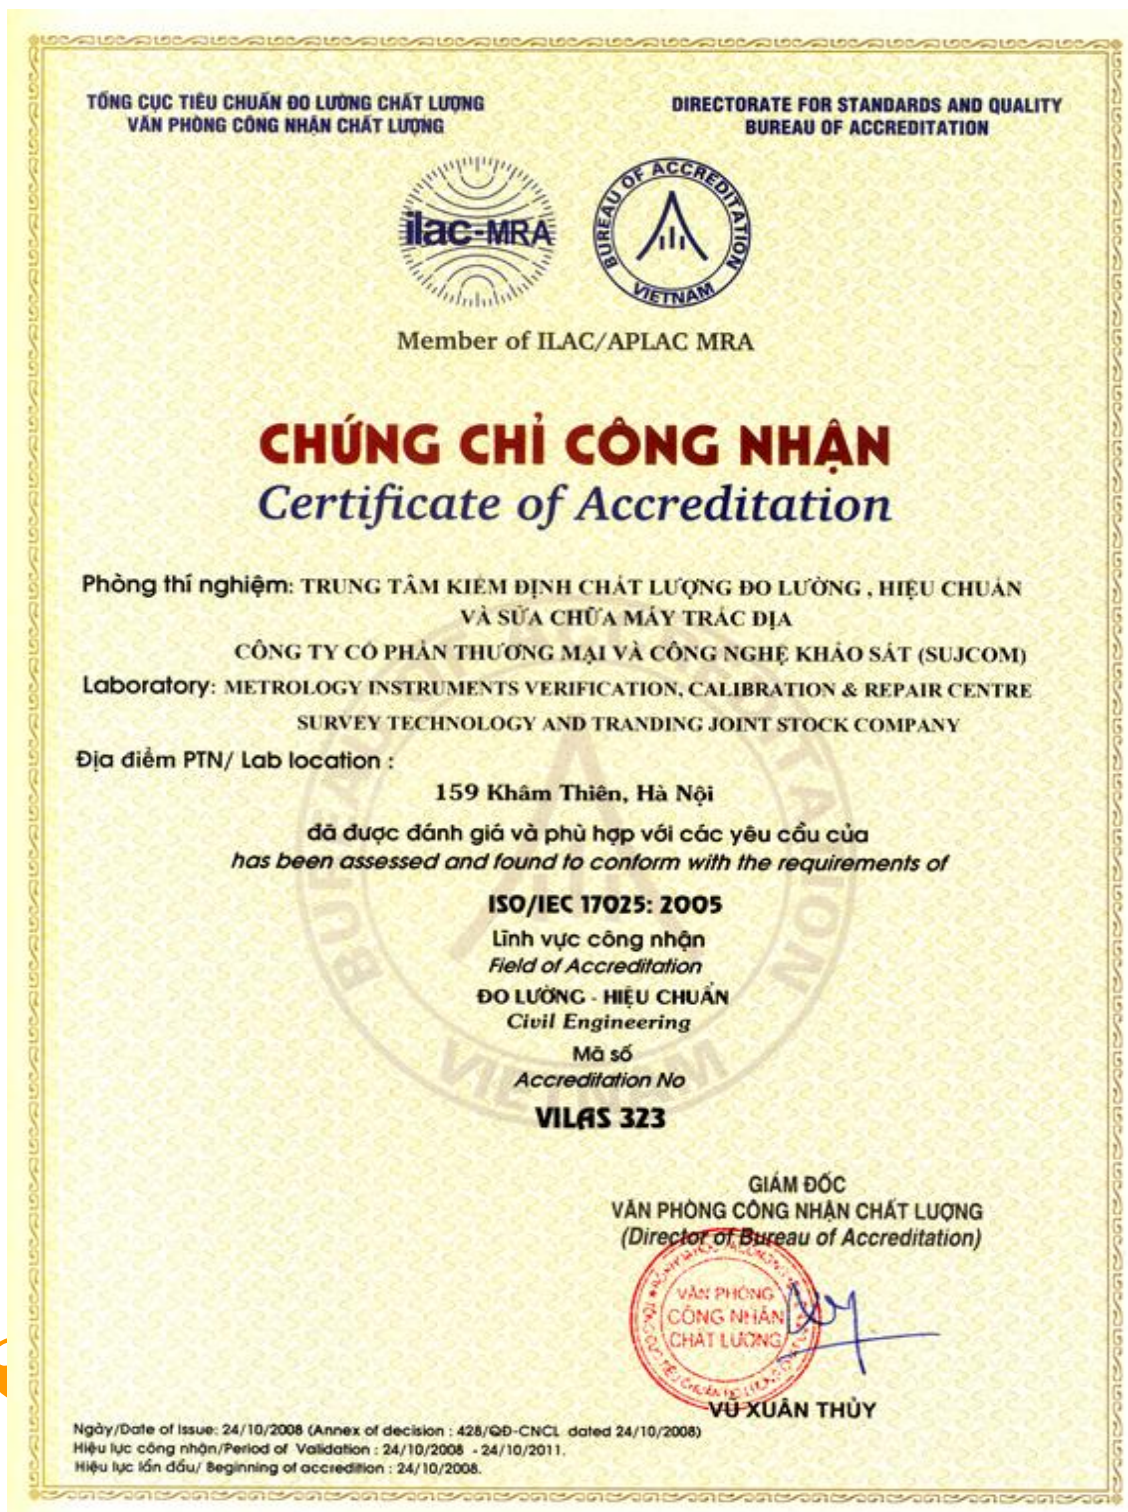 TỔNG CỤC TIÊU CHUẨN ĐO LƯỜNG CHẤT LƯỢNG
VĂN PHÒNG CÔNG NHẬN CHẤT LƯỢNG
DIRECTORATE FOR STANDARDS AND QUALITY
BUREAU OF ACCREDITATION
ilac-MRA
BUREAU OF ACCREDITATION
VIETNAM
Member of ILAC/APLAC MRA
CHỨNG CHỈ CÔNG NHẬN
Certificate of Accreditation
Phòng thí nghiệm: TRUNG TÂM KIỂM ĐỊNH CHẤT LƯỢNG ĐO LƯỜNG , HIỆU CHUẨN
VÀ SỬA CHỮA MÁY TRẮC ĐỊA
CÔNG TY CỔ PHẦN THƯƠNG MẠI VÀ CÔNG NGHỆ KHẢO SÁT (SUJCOM)
Laboratory: METROLOGY INSTRUMENTS VERIFICATION, CALIBRATION & REPAIR CENTRE
SURVEY TECHNOLOGY AND TRANDING JOINT STOCK COMPANY
Địa điểm PTN/ Lab location :
159 Khâm Thiên, Hà Nội
đã được đánh giá và phù hợp với các yêu cầu của
has been assessed and found to conform with the requirements of
ISO/IEC 17025: 2005
Lĩnh vực công nhận
Field of Accreditation
ĐO LƯỜNG - HIỆU CHUẨN
Civil Engineering
Mã số
Accreditation No
VILAS 323
GIÁM ĐỐC
VĂN PHÒNG CÔNG NHẬN CHẤT LƯỢNG
(Director of Bureau of Accreditation)
VĂN PHÒNG
CÔNG NHẬN
CHẤT LƯỢNG
VŨ XUÂN THỦY
Ngày/Date of Issue: 24/10/2008 (Annex of decision : 428/QĐ-CNCL dated 24/10/2008)
Hiệu lực công nhận/Period of Validation : 24/10/2008 - 24/10/2011.
Hiệu lực lần đầu/ Beginning of accredition : 24/10/2008.